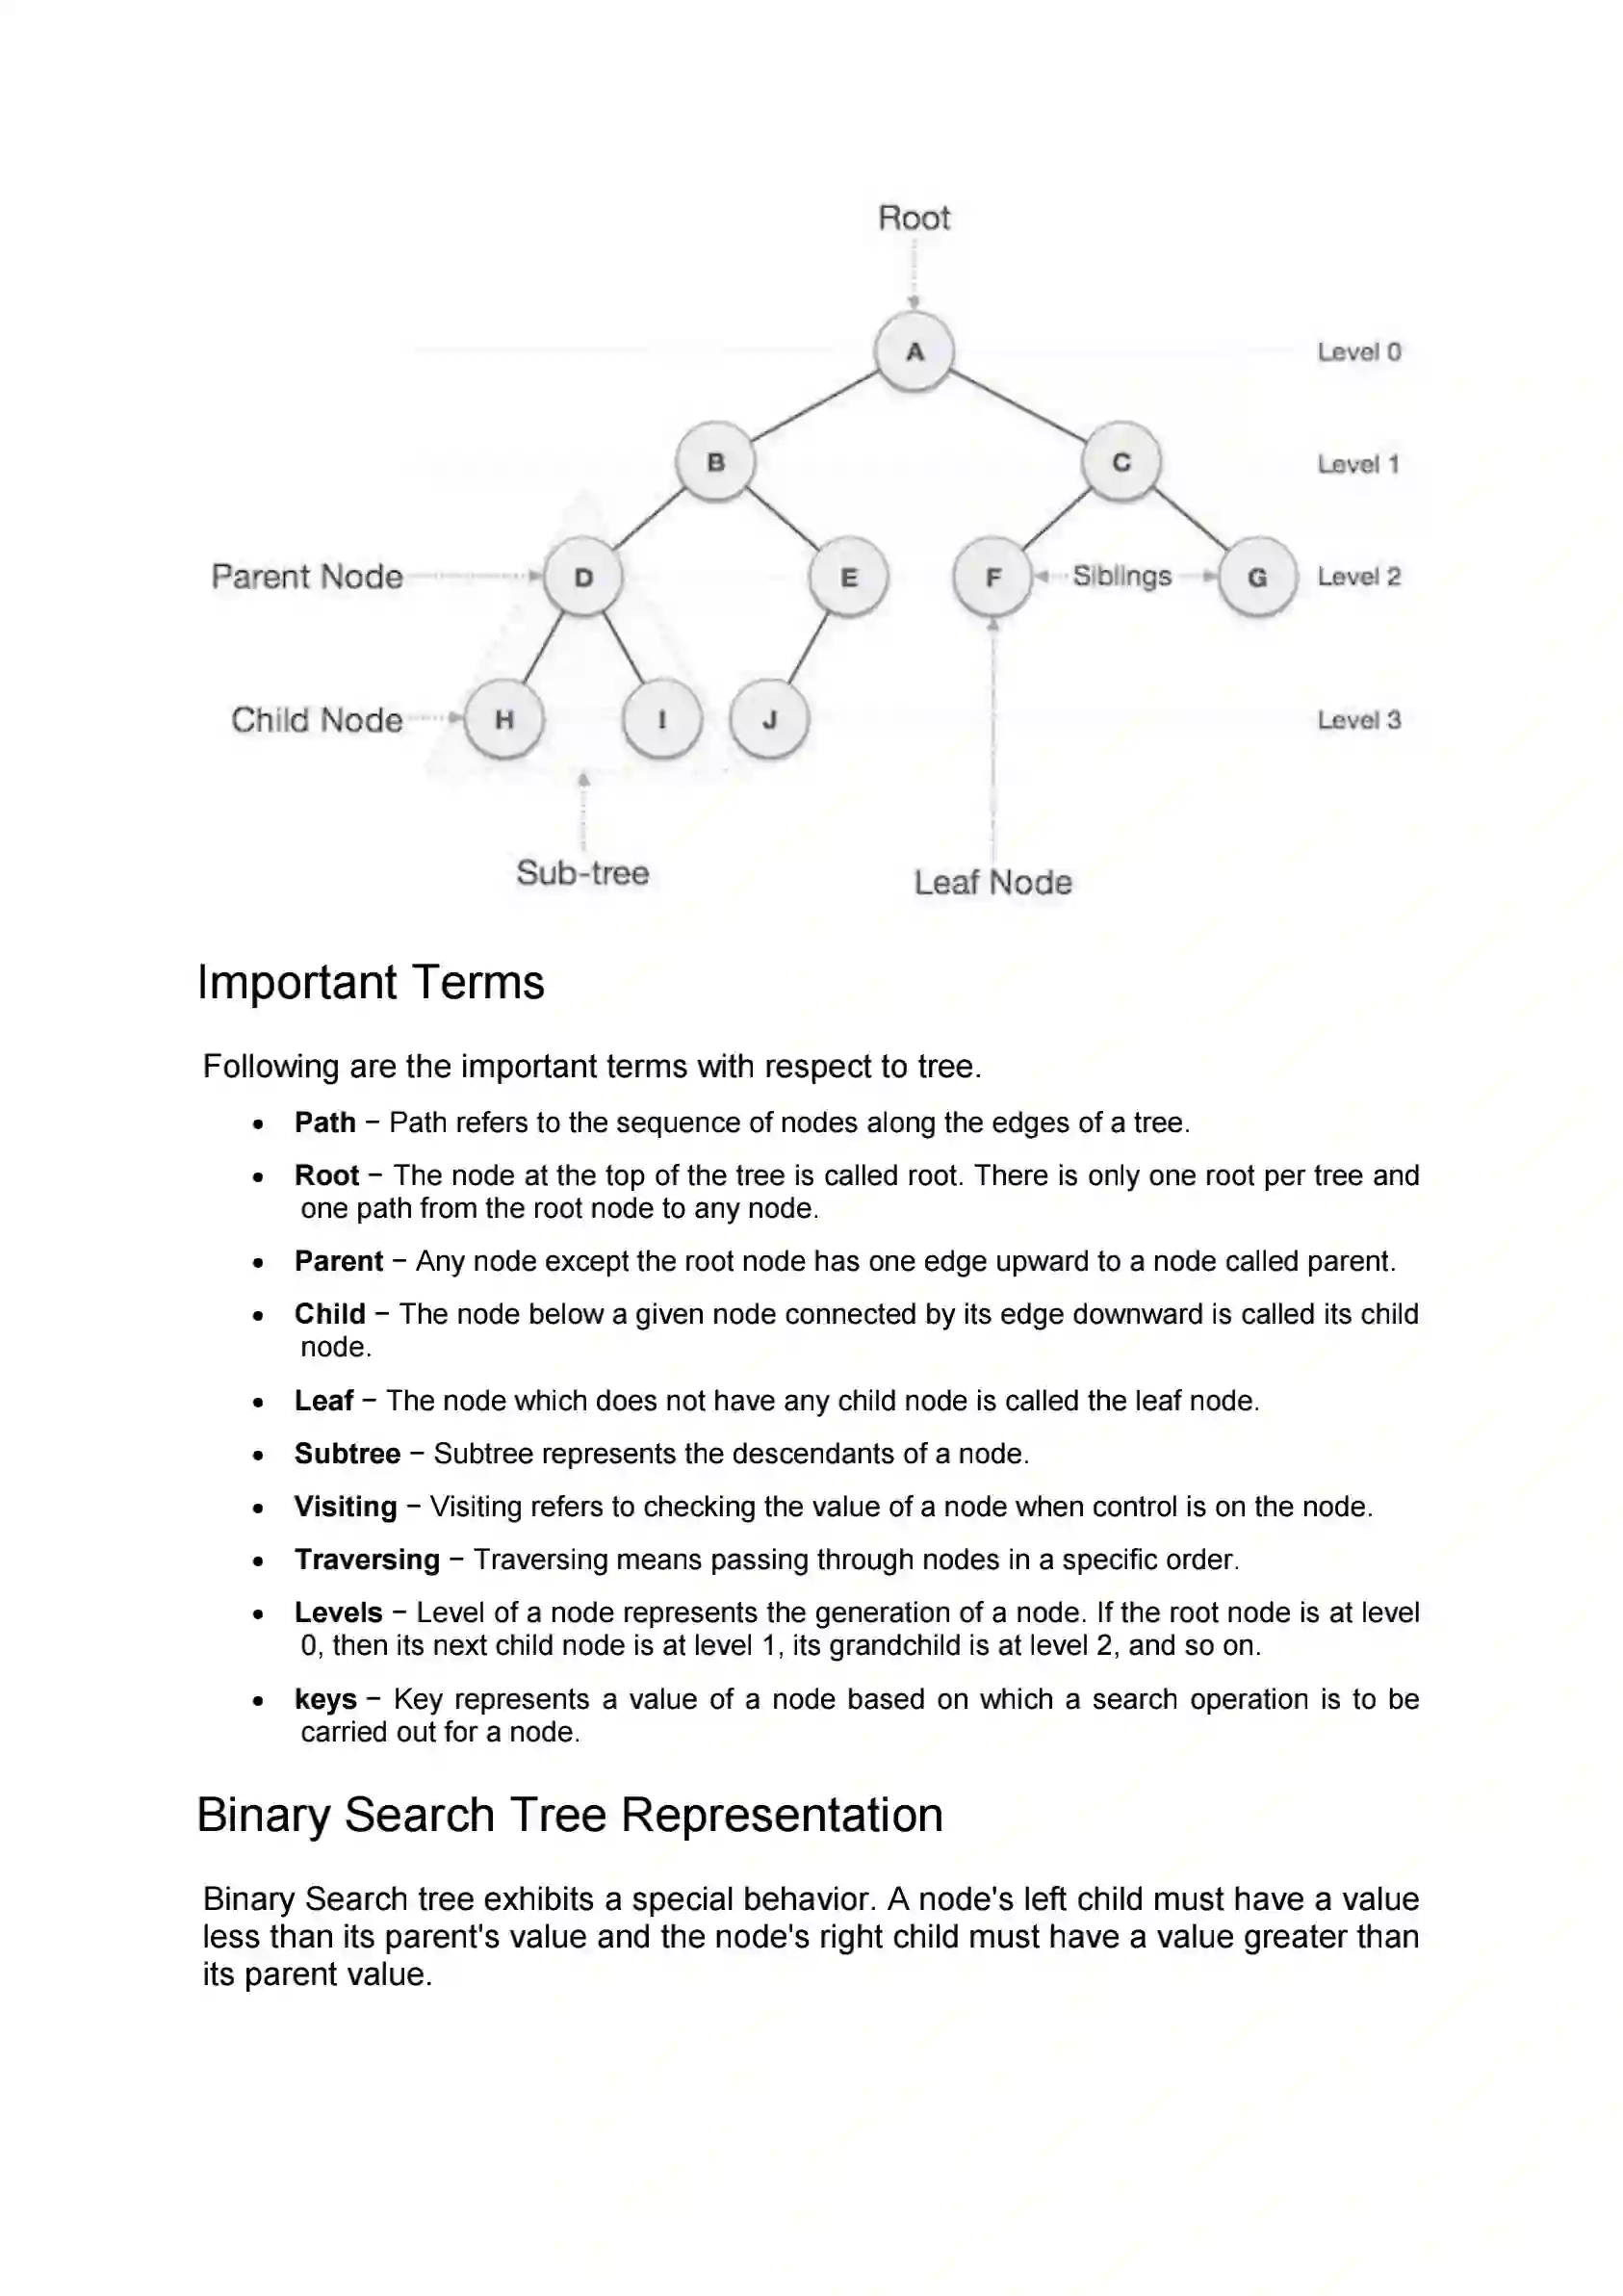 Root
A
Level 0
B
C
Level 1
Parent Node
D
E
F
Siblings
G
Level 2
Child Node
H
I
J
Level 3
Sub-tree
Leaf Node
Important Terms
Following are the important terms with respect to tree.
• Path − Path refers to the sequence of nodes along the edges of a tree.
• Root − The node at the top of the tree is called root. There is only one root per tree and
one path from the root node to any node.
• Parent − Any node except the root node has one edge upward to a node called parent.
• Child − The node below a given node connected by its edge downward is called its child
node.
• Leaf − The node which does not have any child node is called the leaf node.
• Subtree − Subtree represents the descendants of a node.
• Visiting − Visiting refers to checking the value of a node when control is on the node.
• Traversing − Traversing means passing through nodes in a specific order.
• Levels − Level of a node represents the generation of a node. If the root node is at level
0, then its next child node is at level 1, its grandchild is at level 2, and so on.
• keys − Key represents a value of a node based on which a search operation is to be
carried out for a node.
Binary Search Tree Representation
Binary Search tree exhibits a special behavior. A node's left child must have a value
less than its parent's value and the node's right child must have a value greater than
its parent value.